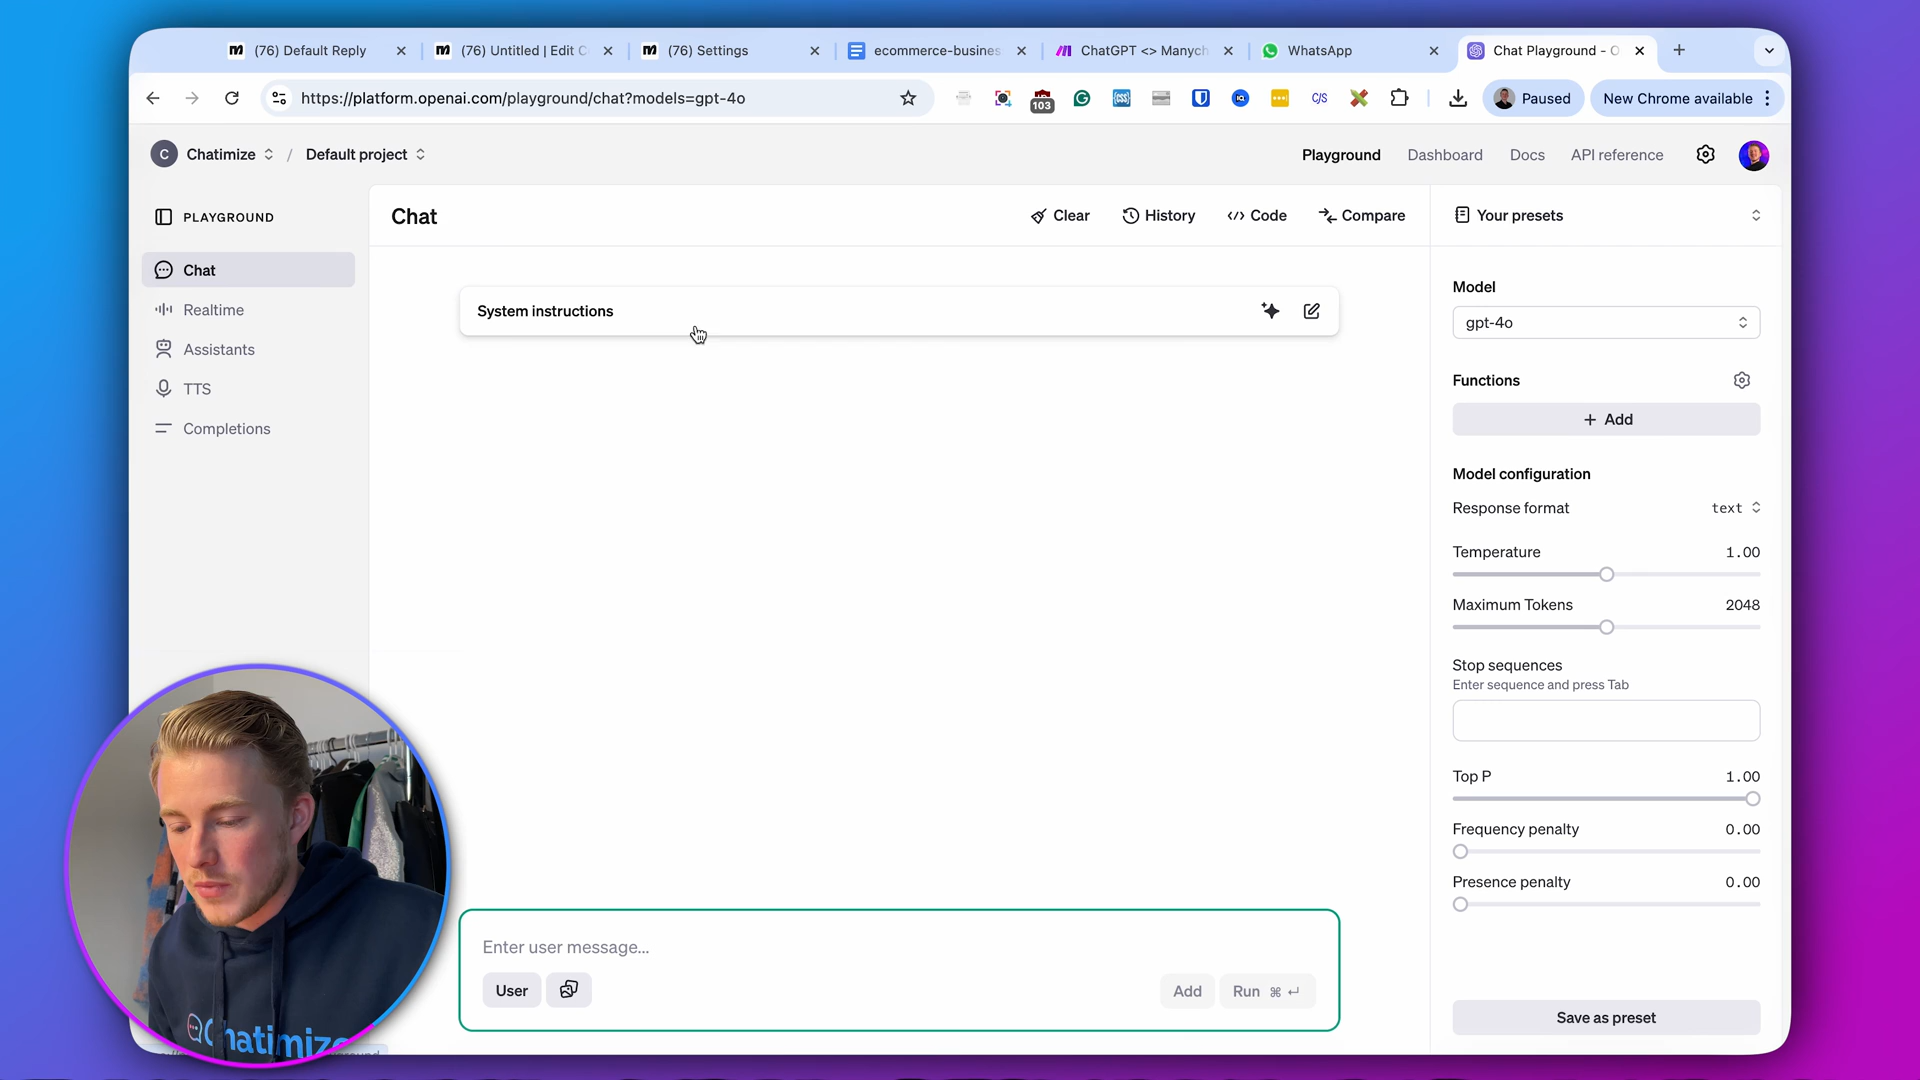 (76) Default Reply
(76) Untitled | Edit C
(76) Settings
ecommerce-busines
ChatGPT <> Manych
WhatsApp
Chat Playground - O
https://platform.openai.com/playground/chat?models=gpt-4o
103
C/S
Paused
New Chrome available
C
Chatimize
/
Default project
Playground
Dashboard
Docs
API reference
PLAYGROUND
Chat
Realtime
Assistants
TTS
Completions
Chat
Clear
History
Code
Compare
System instructions
Enter user message...
User
Add
Run ⌘ ↵
Your presets
Model
gpt-4o
Functions
+ Add
Model configuration
Response format
text
Temperature
1.00
Maximum Tokens
2048
Stop sequences
Enter sequence and press Tab
Top P
1.00
Frequency penalty
0.00
Presence penalty
0.00
Save as preset
Chatimize